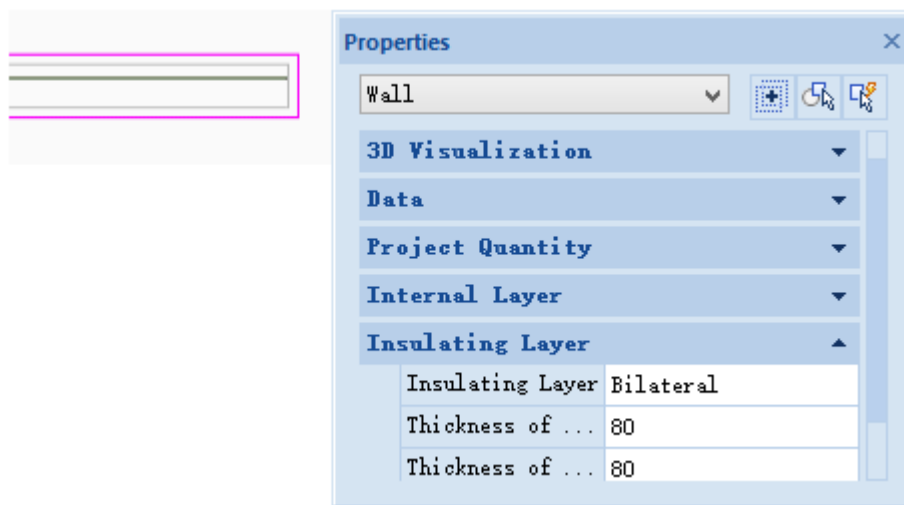 Properties
Wall
3D Visualization
Data
Project Quantity
Internal Layer
Insulating Layer
Insulating Layer Bilateral
Thickness of ... 80
Thickness of ... 80